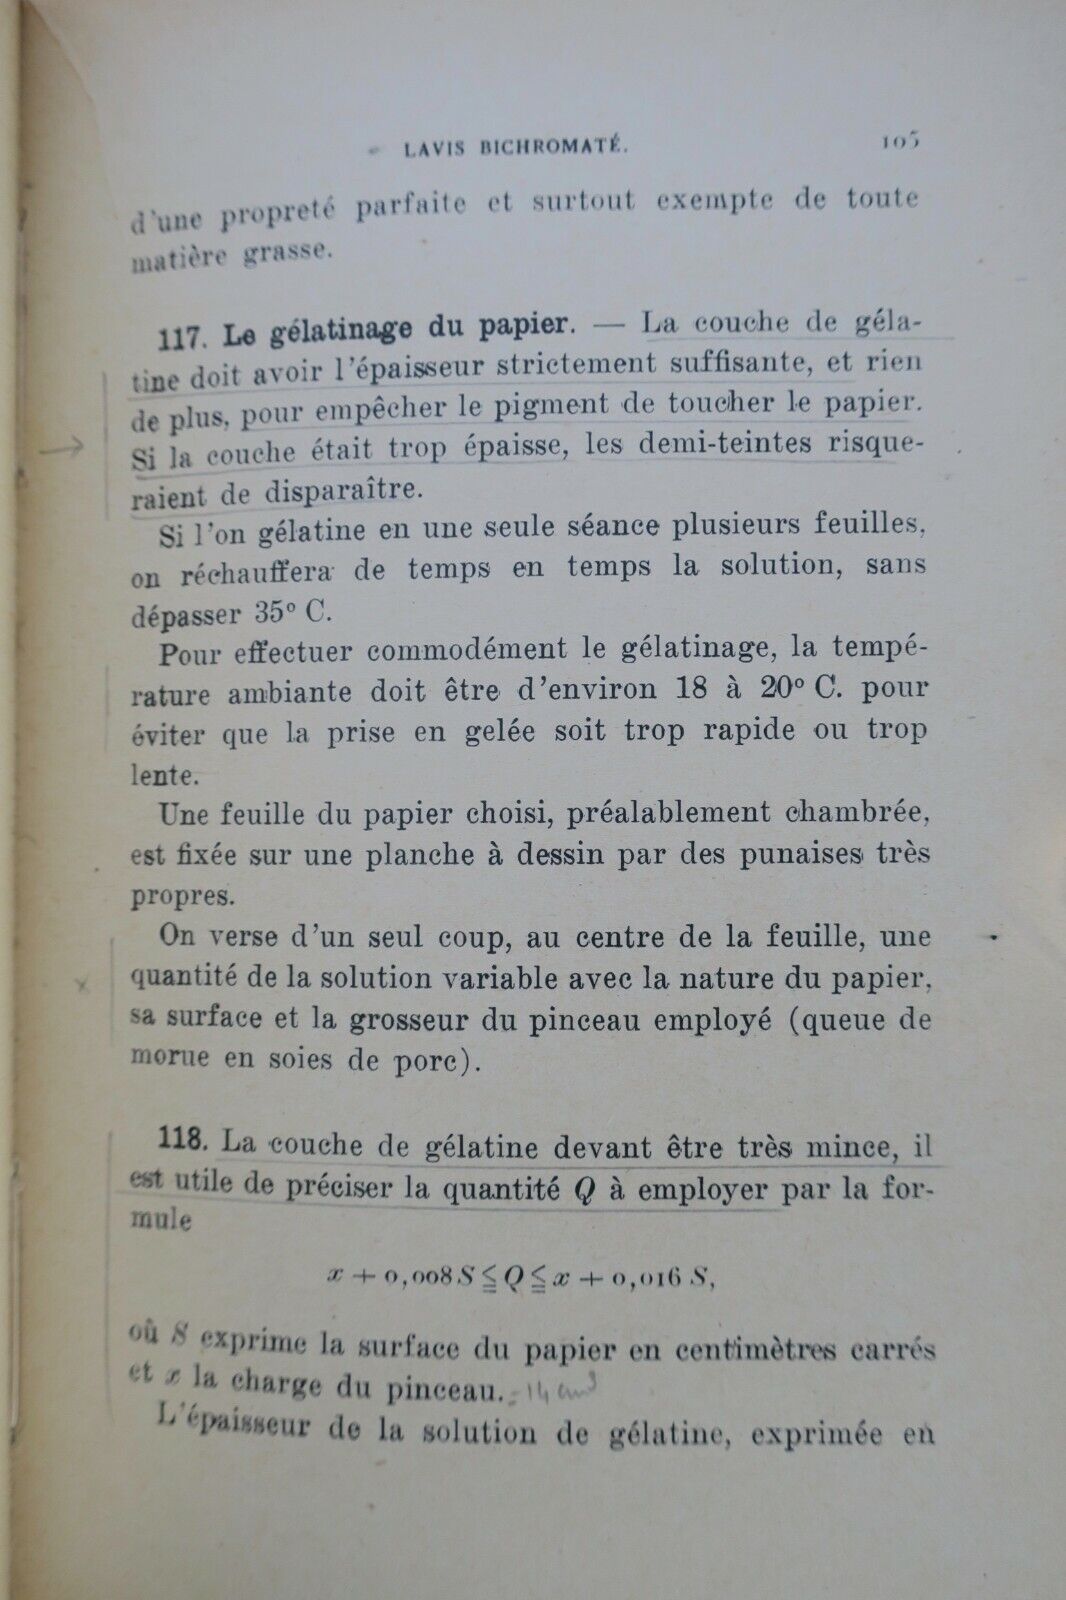 LAVIS BICHROMATÉ. 105
d'une propreté parfaite et surtout exempte de toute
matière grasse.
117. Le gélatinage du papier. — La couche de géla-
tine doit avoir l'épaisseur strictement suffisante, et rien
de plus, pour empêcher le pigment de toucher le papier.
Si la couche était trop épaisse, les demi-teintes risque-
raient de disparaître.
Si l'on gélatine en une seule séance plusieurs feuilles,
on réchauffera de temps en temps la solution, sans
dépasser 35° C.
Pour effectuer commodément le gélatinage, la tempé-
rature ambiante doit être d'environ 18 à 20° C. pour
éviter que la prise en gelée soit trop rapide ou trop
lente.
Une feuille du papier choisi, préalablement chambrée,
est fixée sur une planche à dessin par des punaises très
propres.
On verse d'un seul coup, au centre de la feuille, une
quantité de la solution variable avec la nature du papier,
x
sa surface et la grosseur du pinceau employé (queue de
morue en soies de porc).
118. La couche de gélatine devant être très mince, il
est utile de préciser la quantité Q à employer par la for-
mule
x + 0,008 S ≦ Q ≦ x + 0,016 S,
où S exprime la surface du papier en centimètres carrés
et x la charge du pinceau. = 14 cm³
L'épaisseur de la solution de gélatine, exprimée en